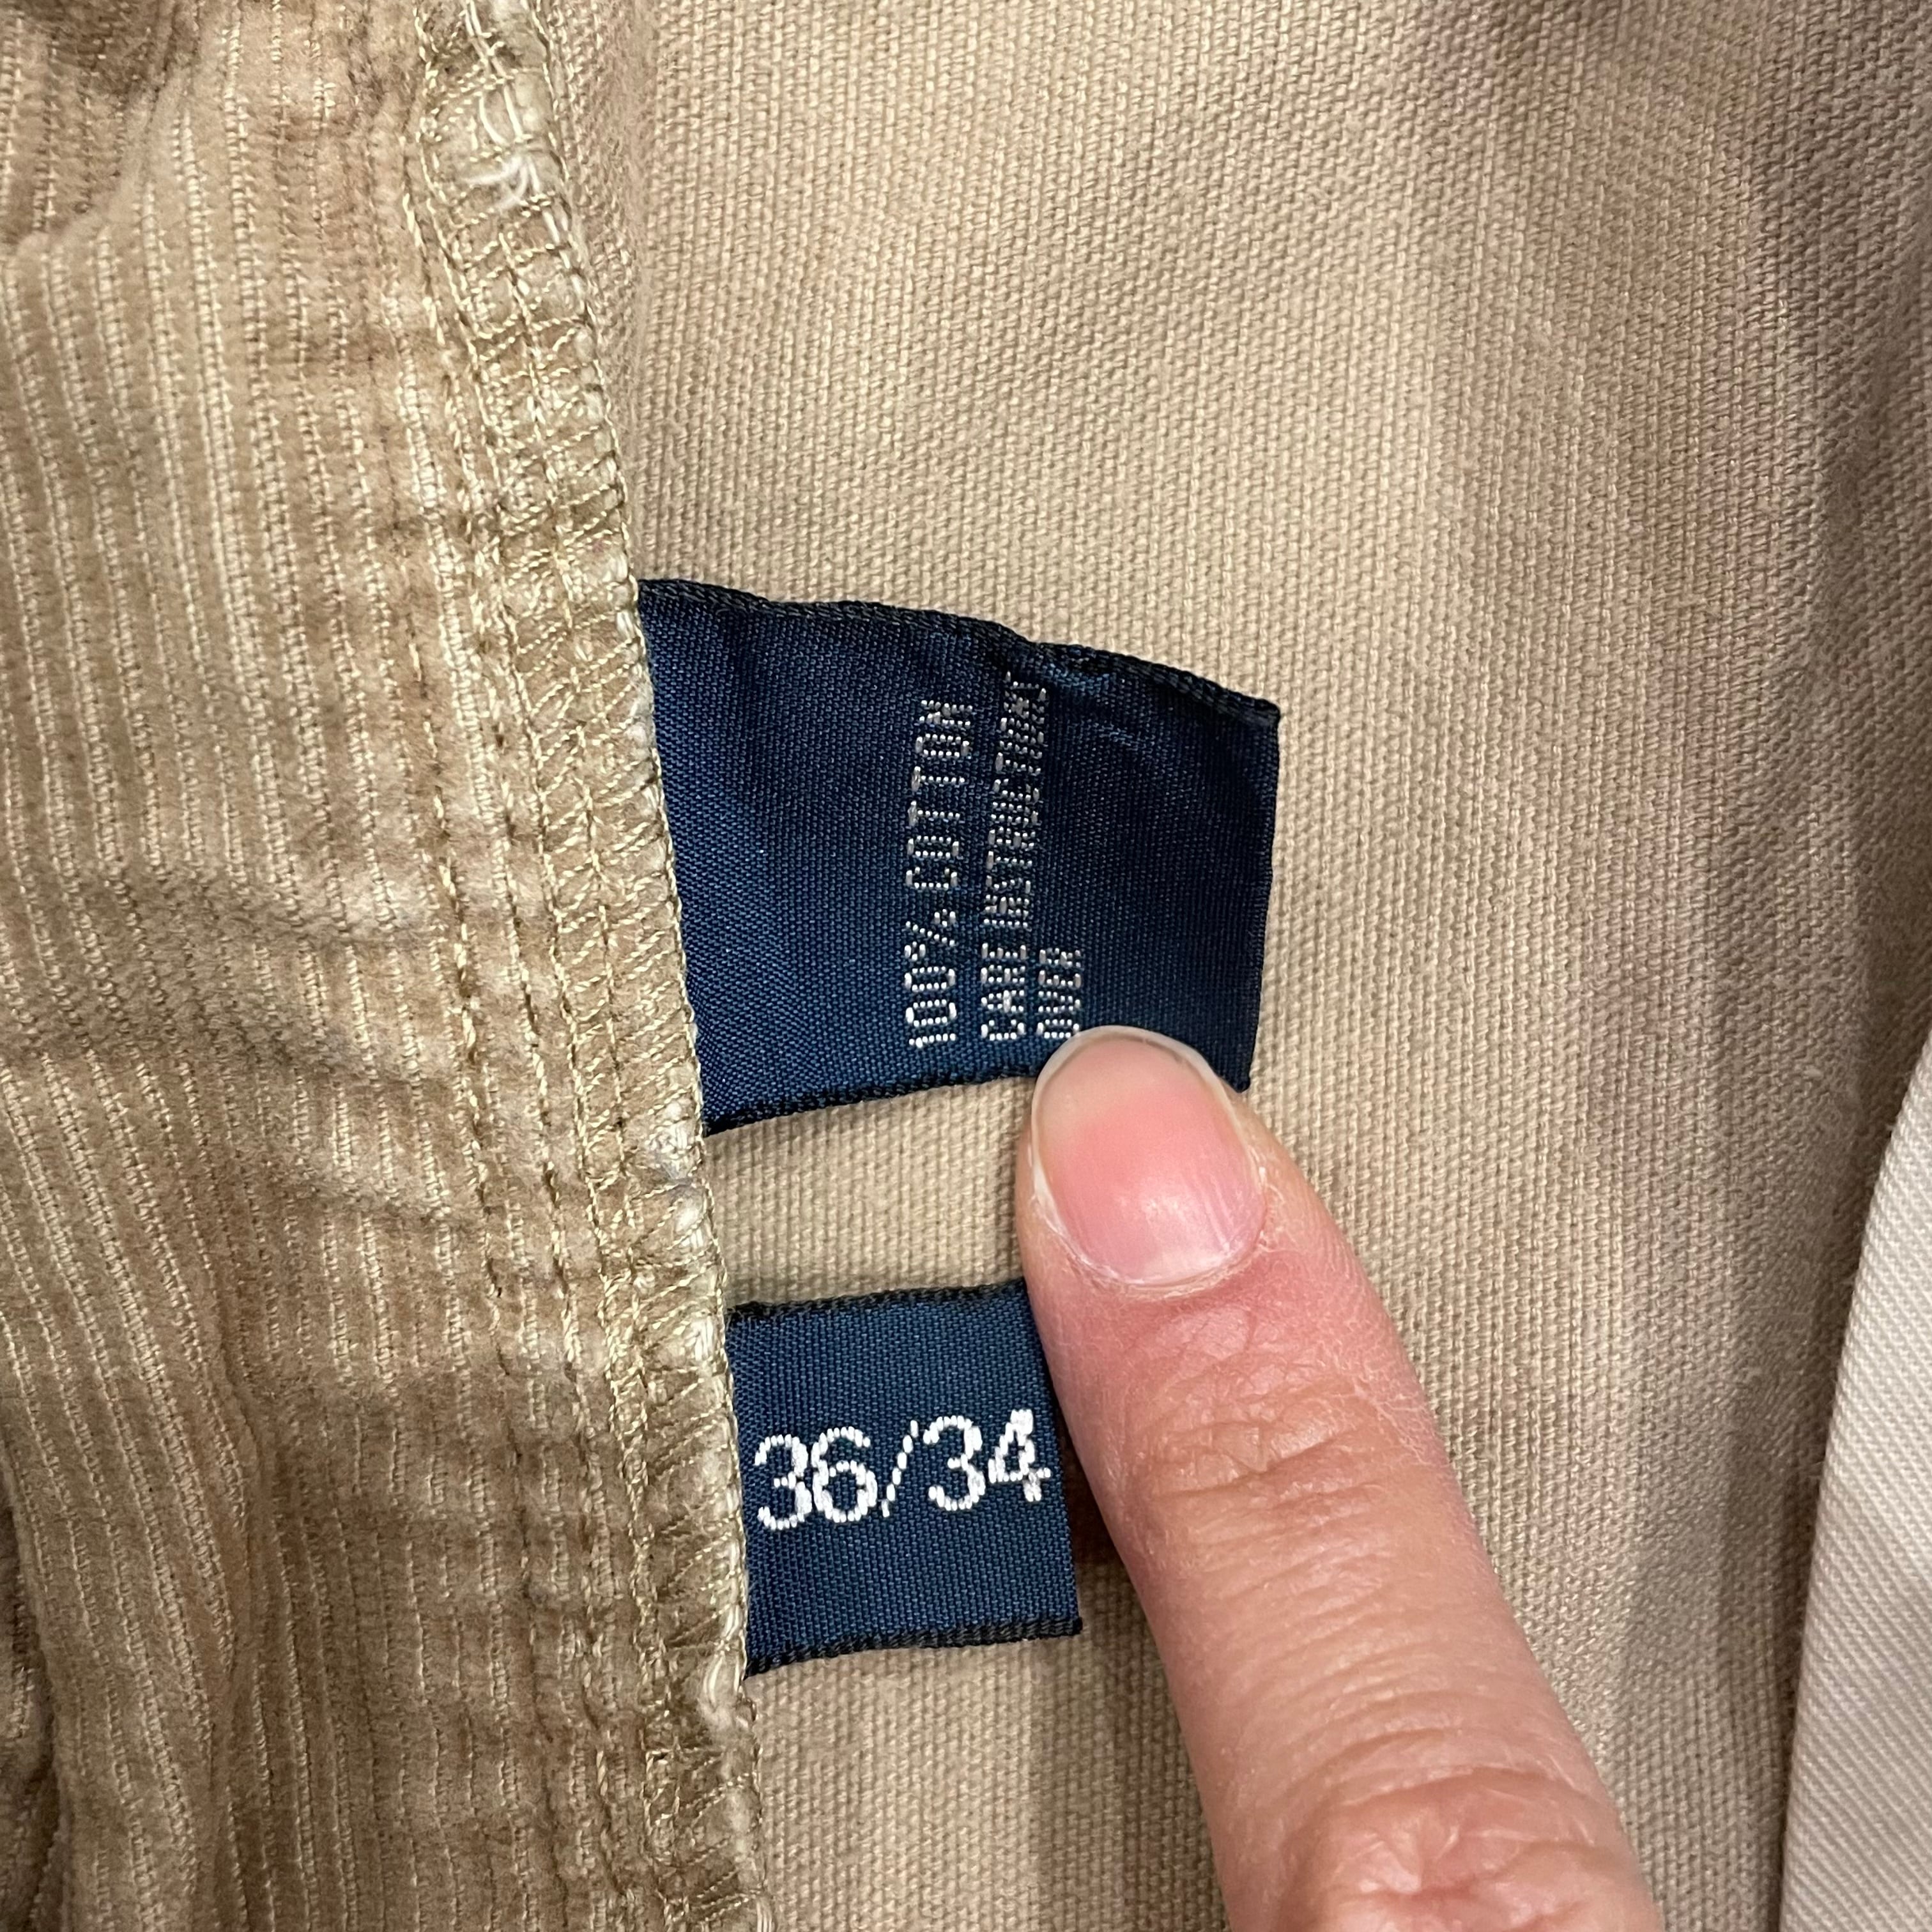 100% COTTON
CARE INSTRUCTIONS
OVER
36/34